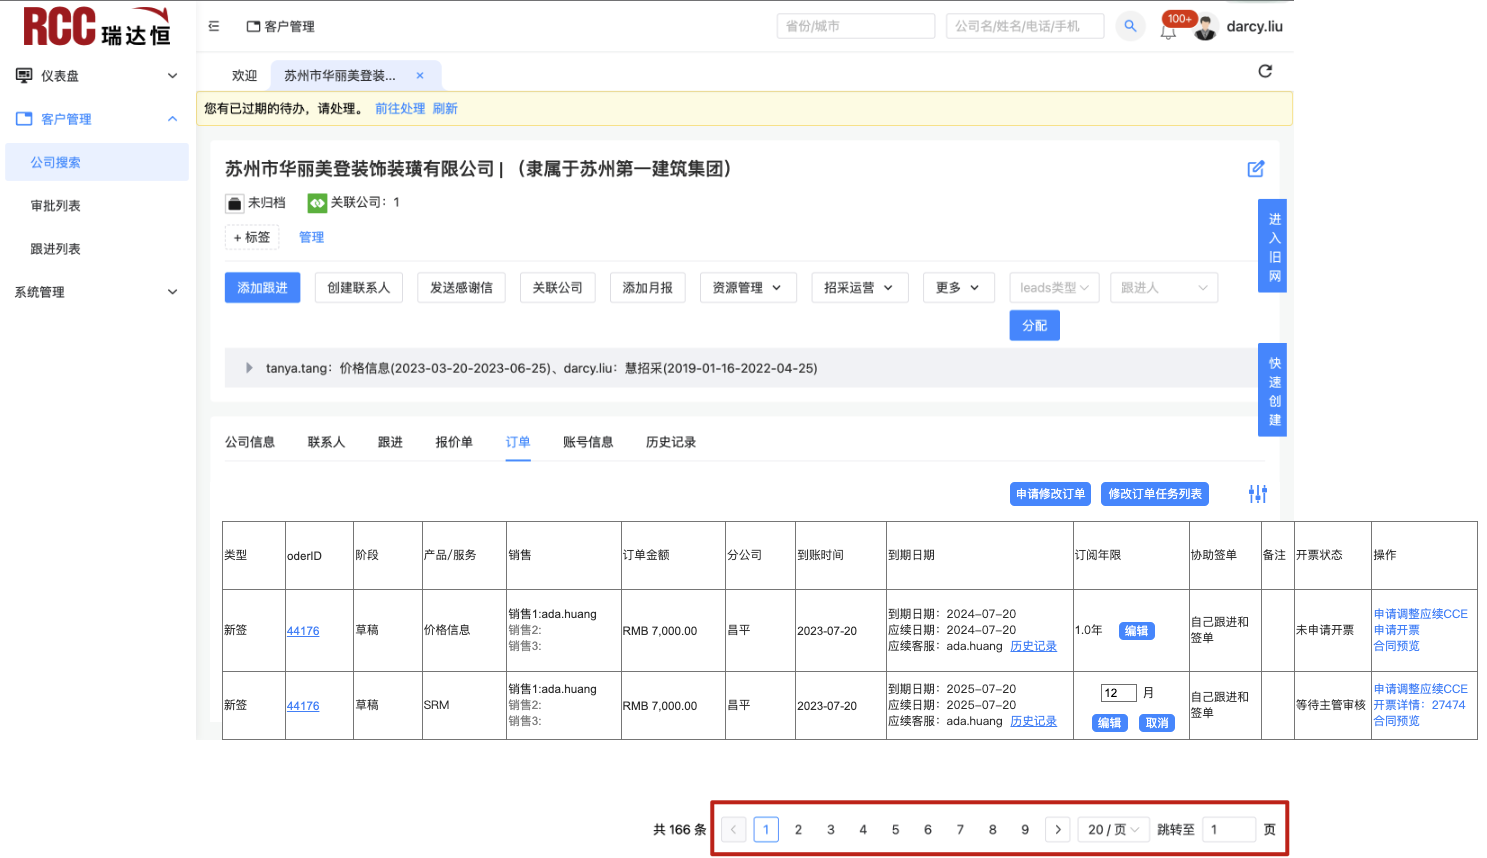 RCC 瑞达恒
客户管理
省份/城市
公司名/姓名/电话/手机
100+
darcy.liu
仪表盘
客户管理
公司搜索
审批列表
跟进列表
系统管理
欢迎
苏州市华丽美登装... ×
您有已过期的待办，请处理。 前往处理 刷新
苏州市华丽美登装饰装璜有限公司 | （隶属于苏州第一建筑集团）
未归档 关联公司：1
+ 标签 管理
进入旧网
添加跟进 创建联系人 发送感谢信 关联公司 添加月报 资源管理 招采运营 更多 leads类型 跟进人
分配
快速创建
tanya.tang：价格信息(2023-03-20-2023-06-25)、darcy.liu：慧招采(2019-01-16-2022-04-25)
公司信息 联系人 跟进 报价单 订单 账号信息 历史记录
申请修改订单 修改订单任务列表
类型 oderID 阶段 产品/服务 销售 订单金额 分公司 到账时间 到期日期 订阅年限 协助签单 备注 开票状态 操作
新签 44176 草稿 价格信息
销售1:ada.huang
销售2:
销售3:
RMB 7,000.00 昌平 2023-07-20
到期日期：2024-07-20
应续日期：2024-07-20
应续客服：ada.huang 历史记录
1.0年 编辑
自己跟进和
签单
未申请开票
申请调整应续CCE
申请开票
合同预览
新签 44176 草稿 SRM
销售1:ada.huang
销售2:
销售3:
RMB 7,000.00 昌平 2023-07-20
到期日期：2025-07-20
应续日期：2025-07-20
应续客服：ada.huang 历史记录
12 月
编辑 取消
自己跟进和
签单
等待主管审核
申请调整应续CCE
开票详情：27474
合同预览
共 166 条 < 1 2 3 4 5 6 7 8 9 > 20 / 页 跳转至 1 页